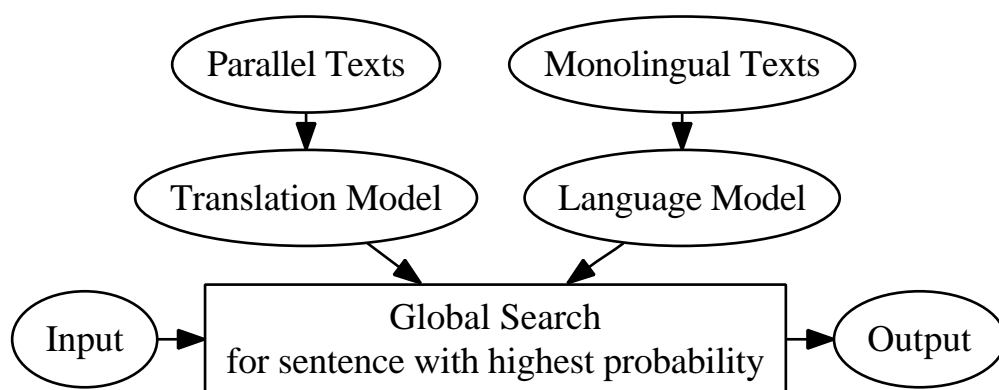 Parallel Texts
Monolingual Texts
Translation Model
Language Model
Input
Global Search
for sentence with highest probability
Output